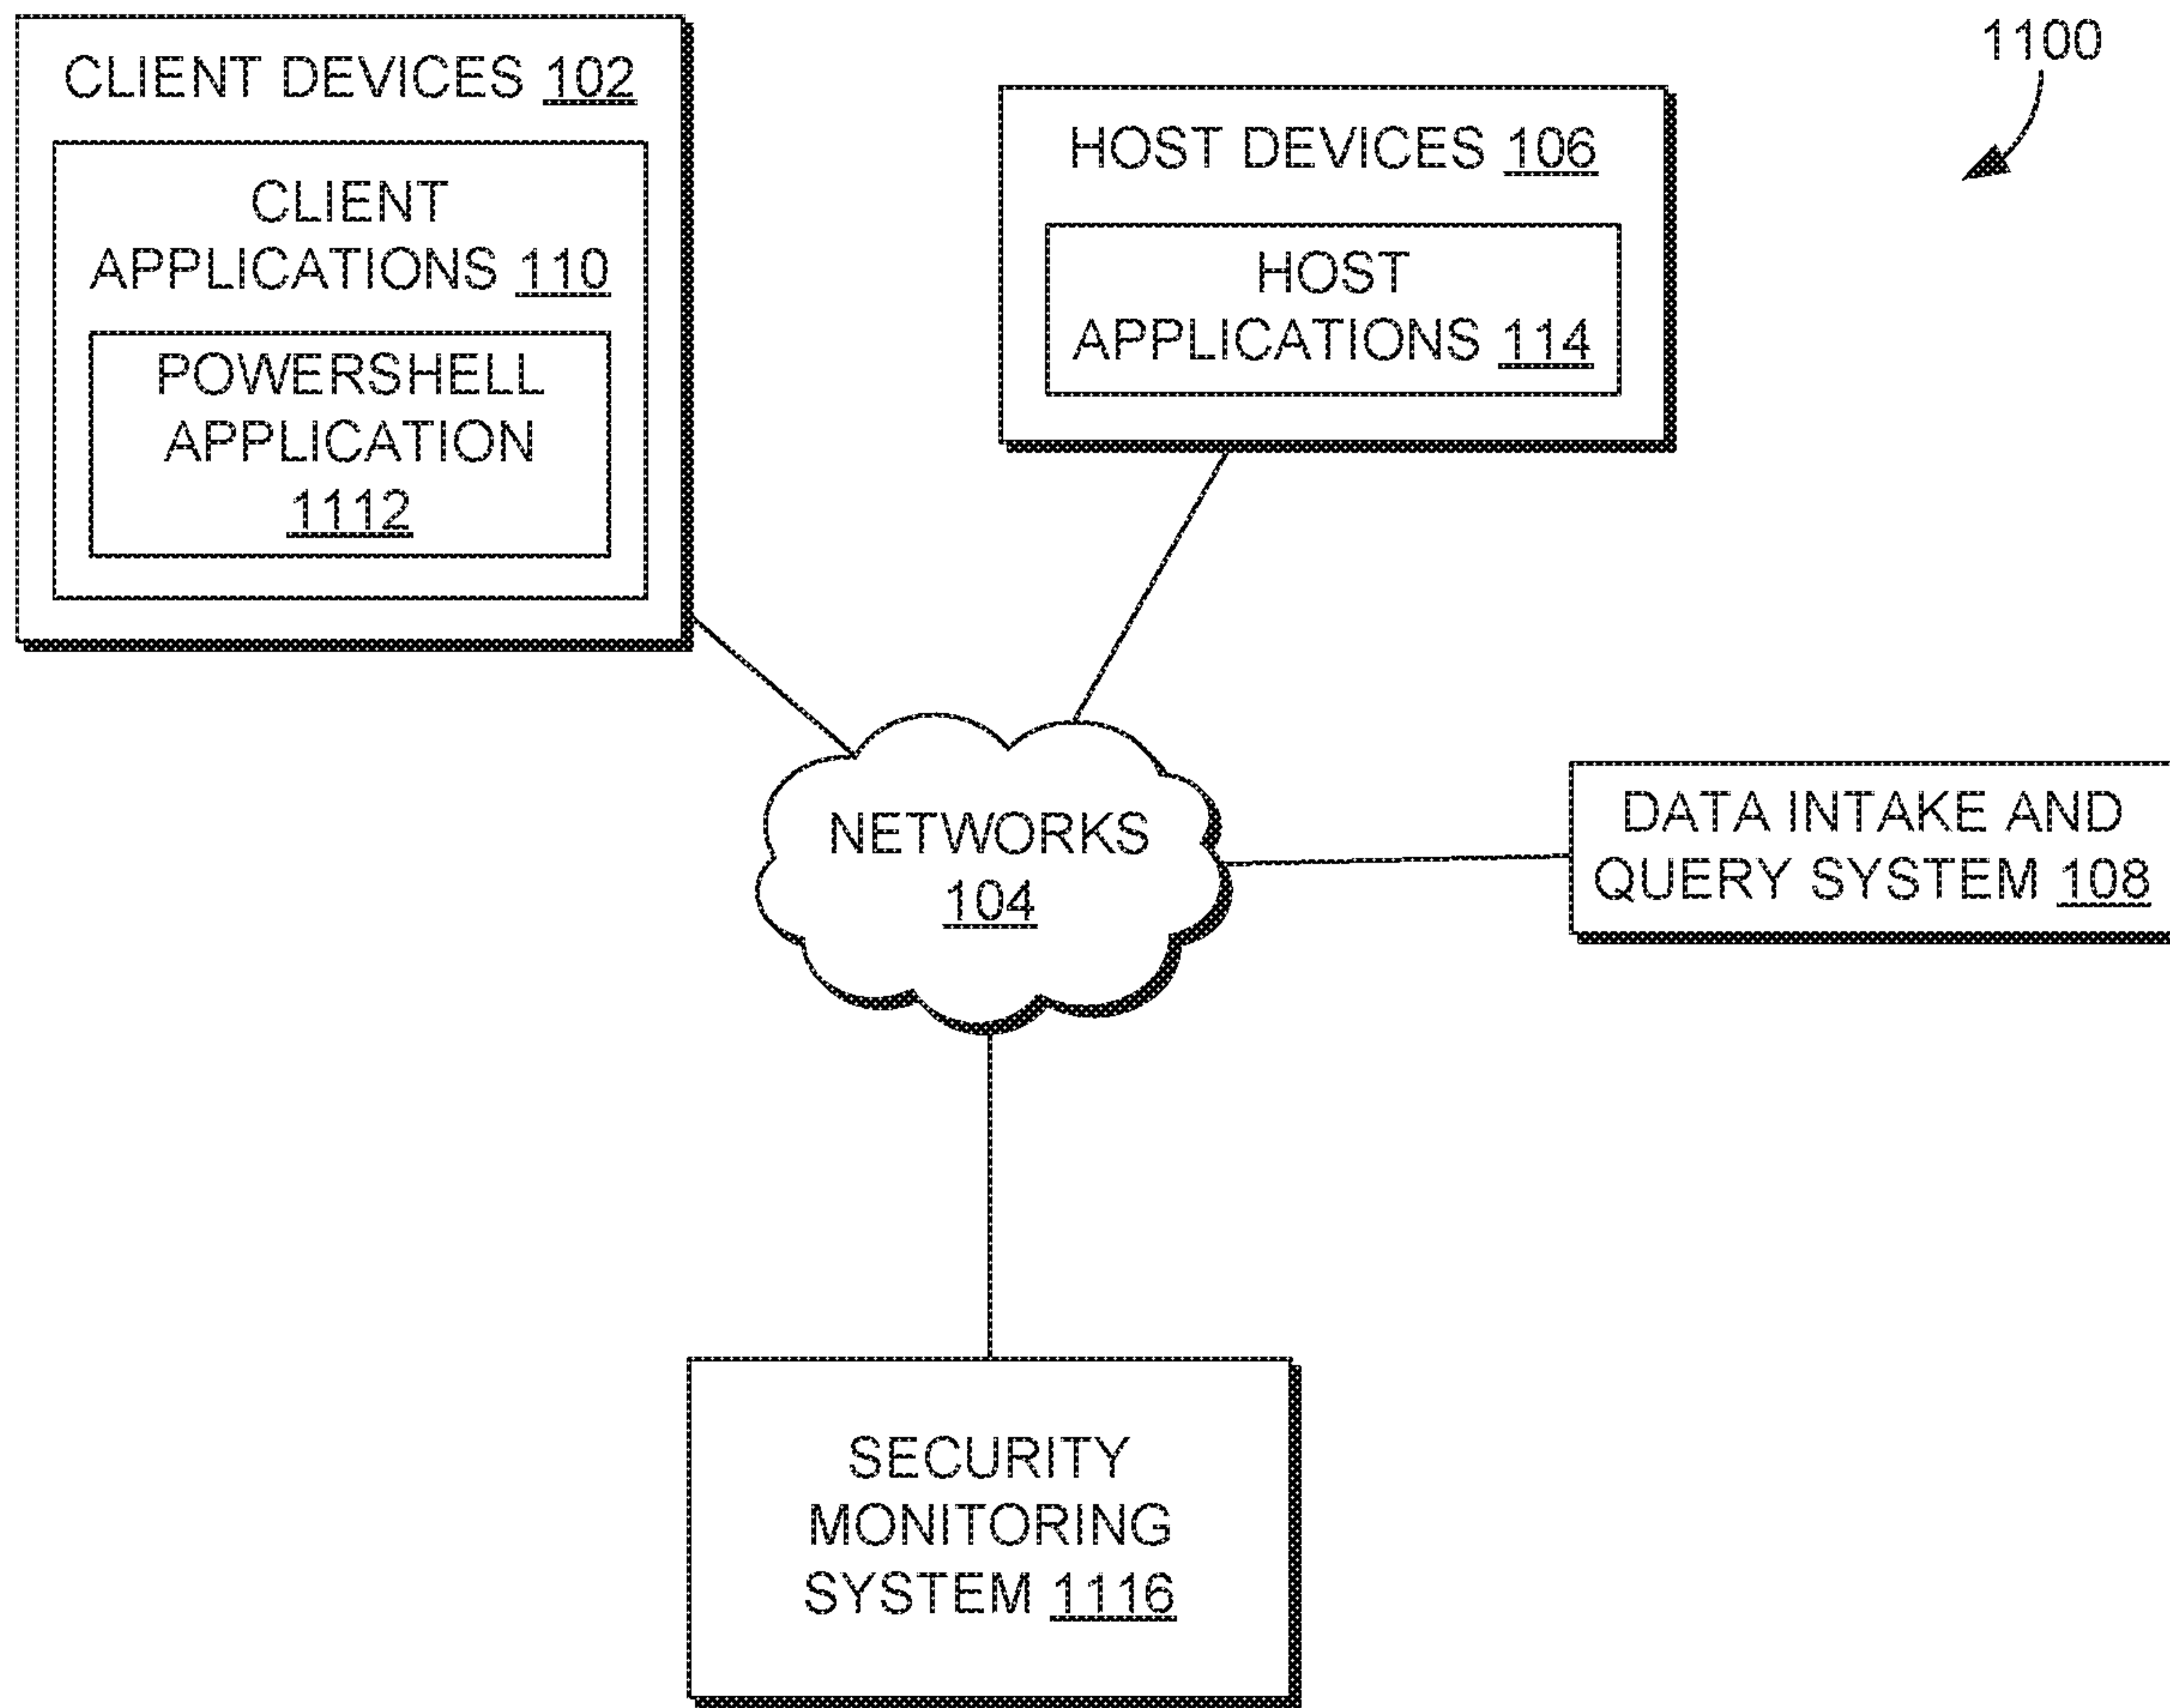 CLIENT DEVICES 102
CLIENT
APPLICATIONS 110
POWERSHELL
APPLICATION
1112
HOST DEVICES 106
HOST
APPLICATIONS 114
1100
NETWORKS
104
DATA INTAKE AND
QUERY SYSTEM 108
SECURITY
MONITORING
SYSTEM 1116